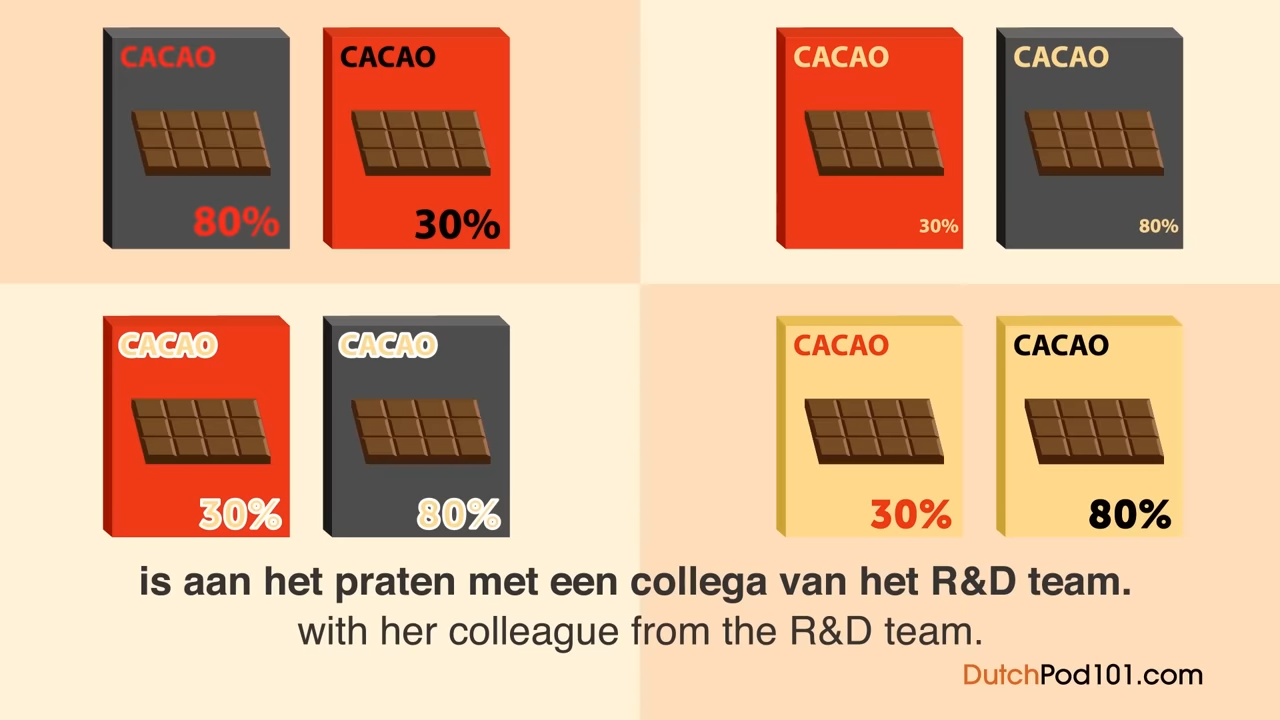 CACAO CACAO CACAO CACAO
80% 30% 30% 80%
CACAO CACAO CACAO CACAO
30% 80% 30% 80%
is aan het praten met een collega van het R&D team.
with her colleague from the R&D team.
DutchPod101.com